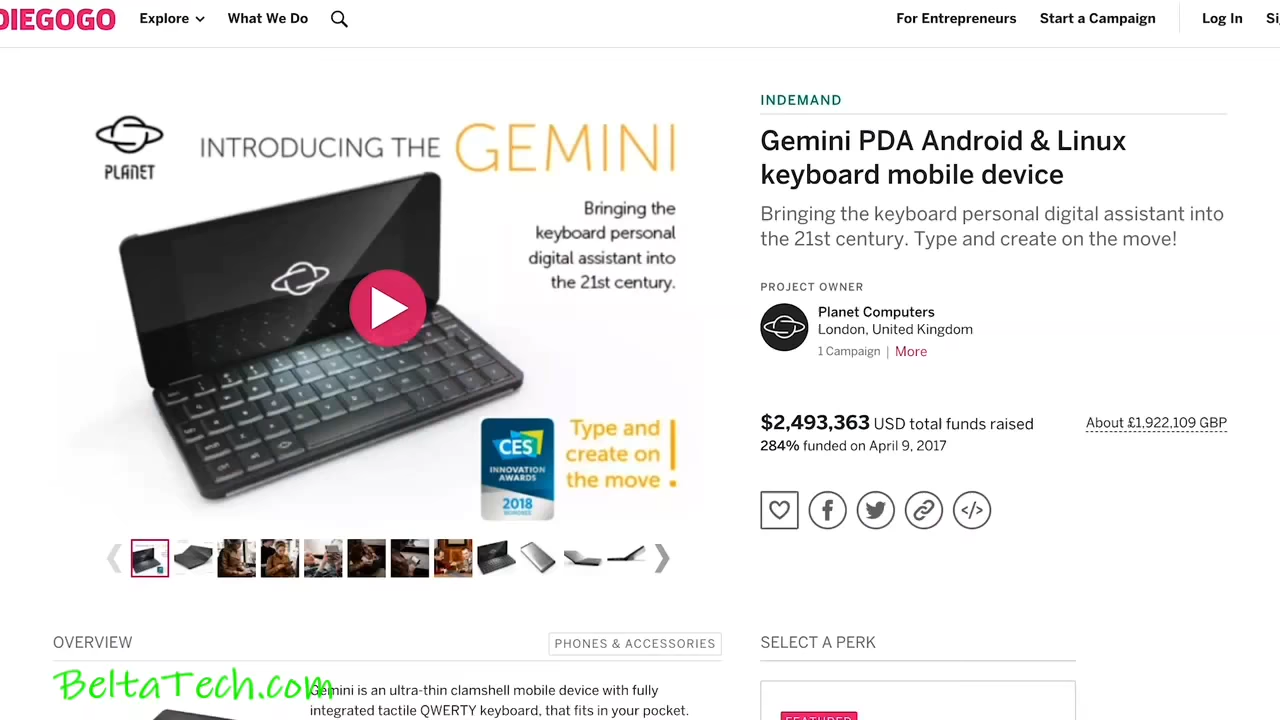 DIEGOGO
Explore
What We Do
For Entrepreneurs
Start a Campaign
Log In
PLANET
INTRODUCING THE GEMINI
Bringing the
keyboard personal
digital assistant into
the 21st century.
CES
INNOVATION
AWARDS
2018
HONOREE
Type and
create on
the move!
INDEMAND
Gemini PDA Android & Linux
keyboard mobile device
Bringing the keyboard personal digital assistant into
the 21st century. Type and create on the move!
PROJECT OWNER
Planet Computers
London, United Kingdom
1 Campaign | More
$2,493,363 USD total funds raised
About £1,922,109 GBP
284% funded on April 9, 2017
OVERVIEW
PHONES & ACCESSORIES
SELECT A PERK
BeltaTech.com
Gemini is an ultra-thin clamshell mobile device with fully
integrated tactile QWERTY keyboard, that fits in your pocket.
FEATURED